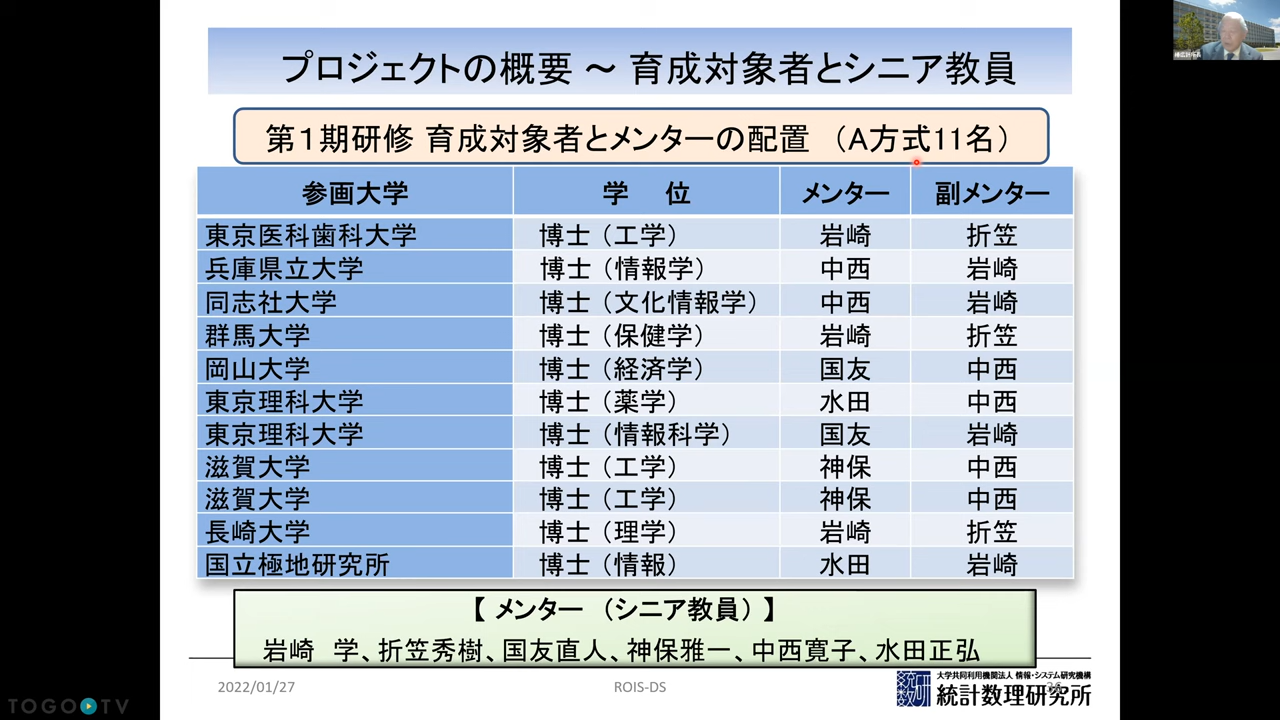 プロジェクトの概要 ～ 育成対象者とシニア教員
第１期研修 育成対象者とメンターの配置 （A方式11名）
参画大学 学 位 メンター 副メンター
東京医科歯科大学 博士（工学） 岩崎 折笠
兵庫県立大学 博士（情報学） 中西 岩崎
同志社大学 博士（文化情報学） 中西 岩崎
群馬大学 博士（保健学） 岩崎 折笠
岡山大学 博士（経済学） 国友 中西
東京理科大学 博士（薬学） 水田 中西
東京理科大学 博士（情報科学） 国友 岩崎
滋賀大学 博士（工学） 神保 中西
滋賀大学 博士（工学） 神保 中西
長崎大学 博士（理学） 岩崎 折笠
国立極地研究所 博士（情報） 水田 岩崎
【 メンター （シニア教員） 】
岩崎 学、折笠秀樹、国友直人、神保雅一、中西寛子、水田正弘
2022/01/27 ROIS-DS
大学共同利用機関法人 情報・システム研究機構
統計数理研究所
TOGO TV